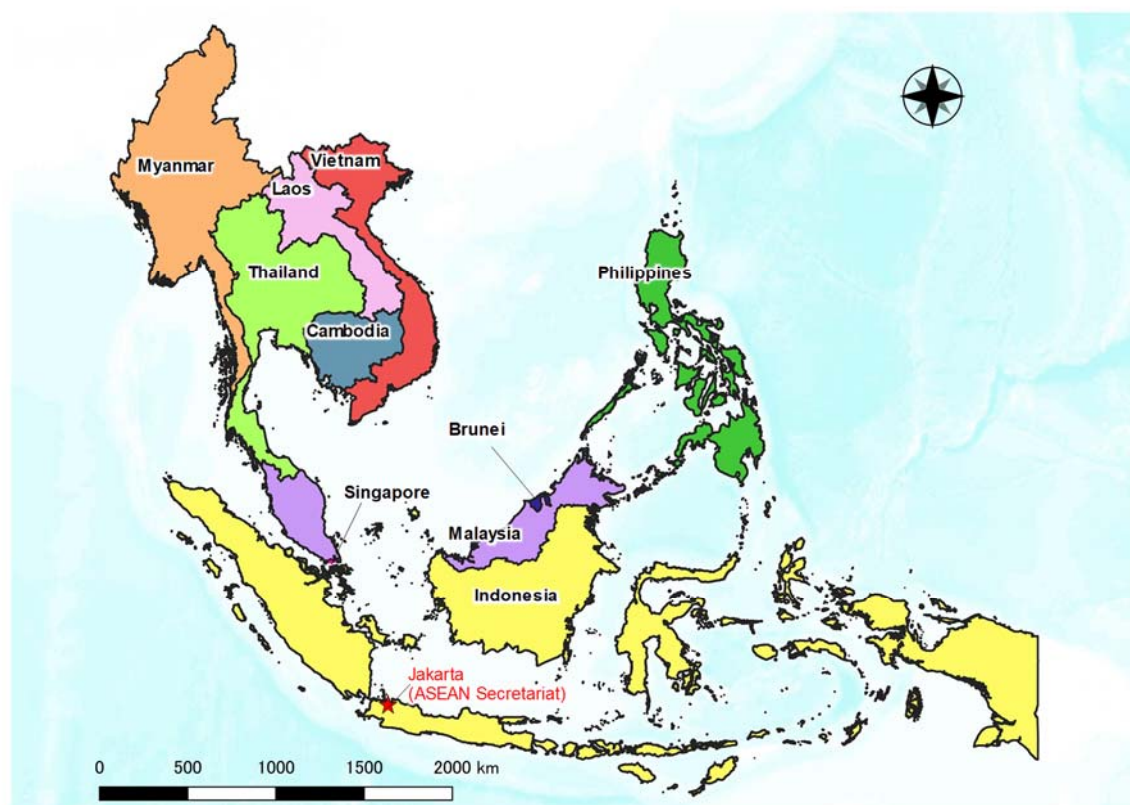 Myanmar
Vietnam
Laos
Thailand
Philippines
Cambodia
Brunei
Singapore
Malaysia
Indonesia
Jakarta
(ASEAN Secretariat)
0 500 1000 1500 2000 km